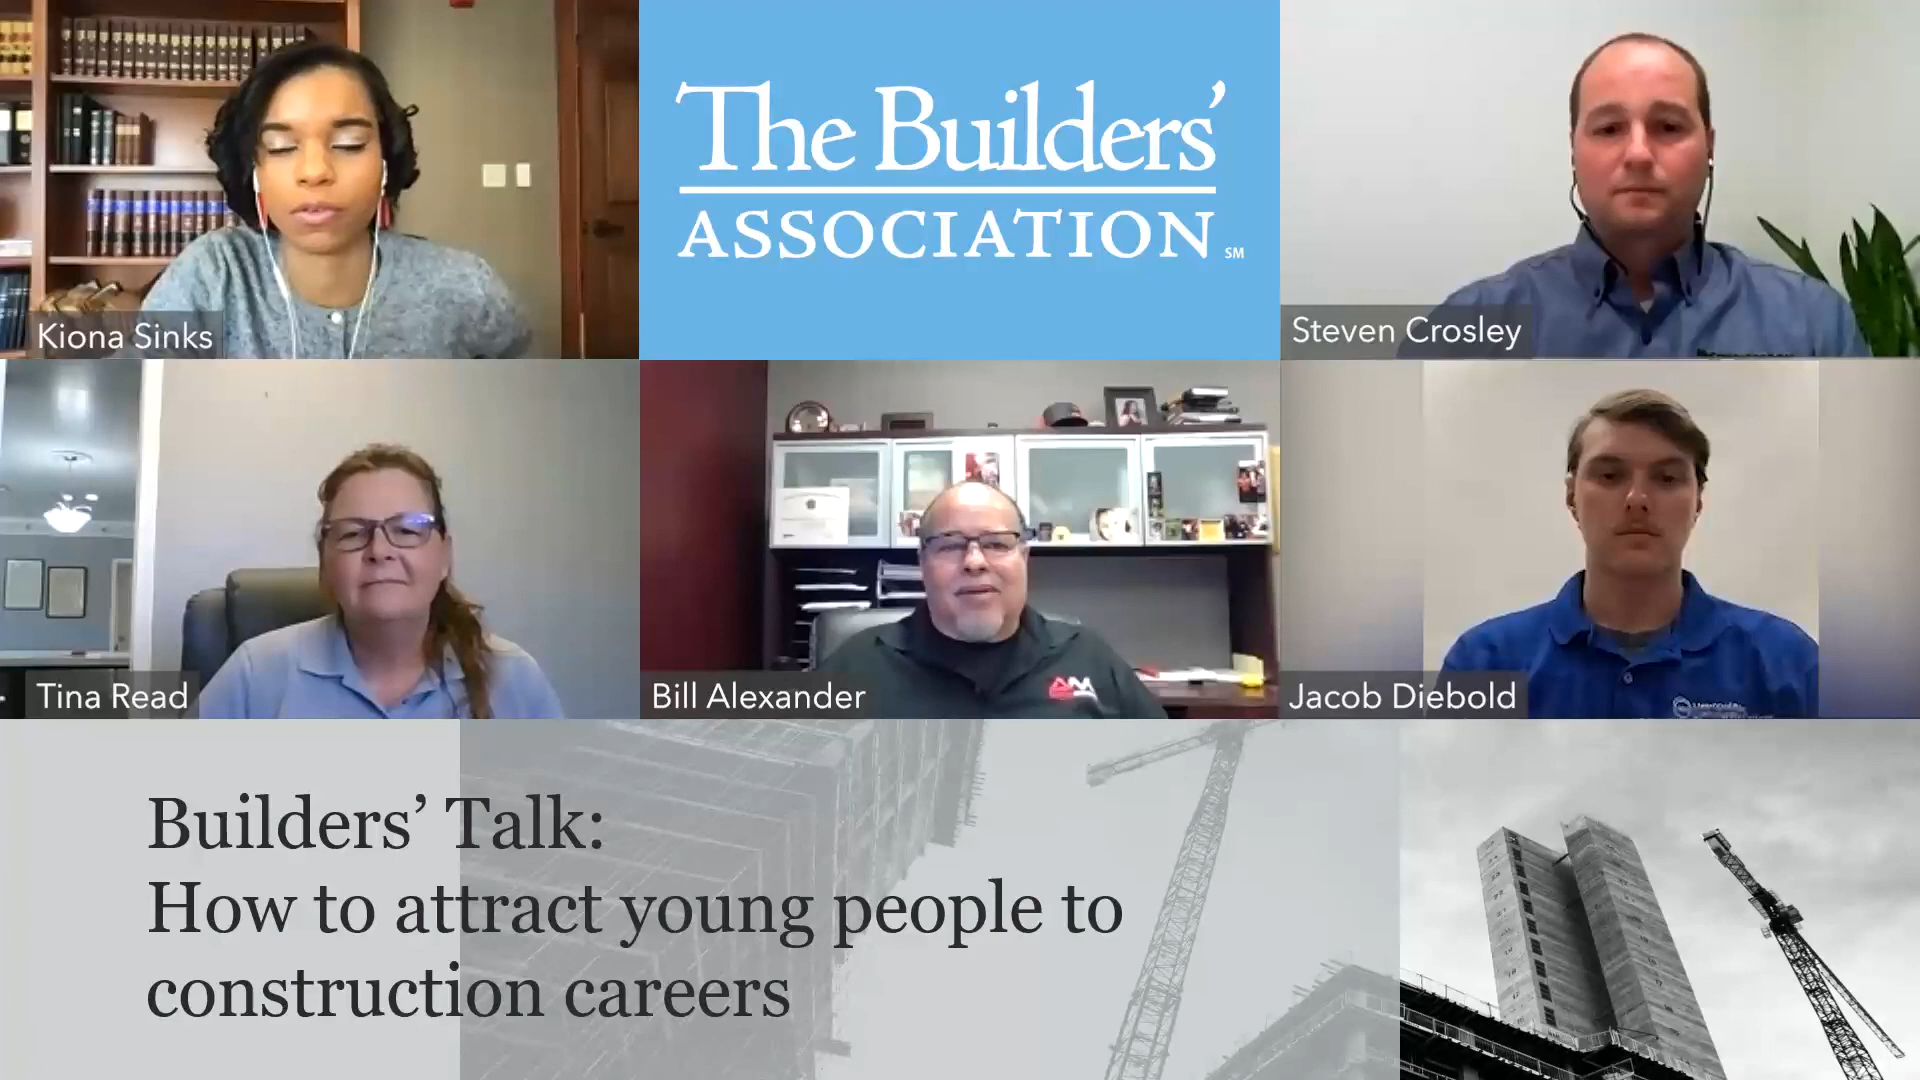 The Builders'
ASSOCIATION SM
Kiona Sinks
Steven Crosley
Tina Read
Bill Alexander
Jacob Diebold
AM
Builders’ Talk:
How to attract young people to
construction careers